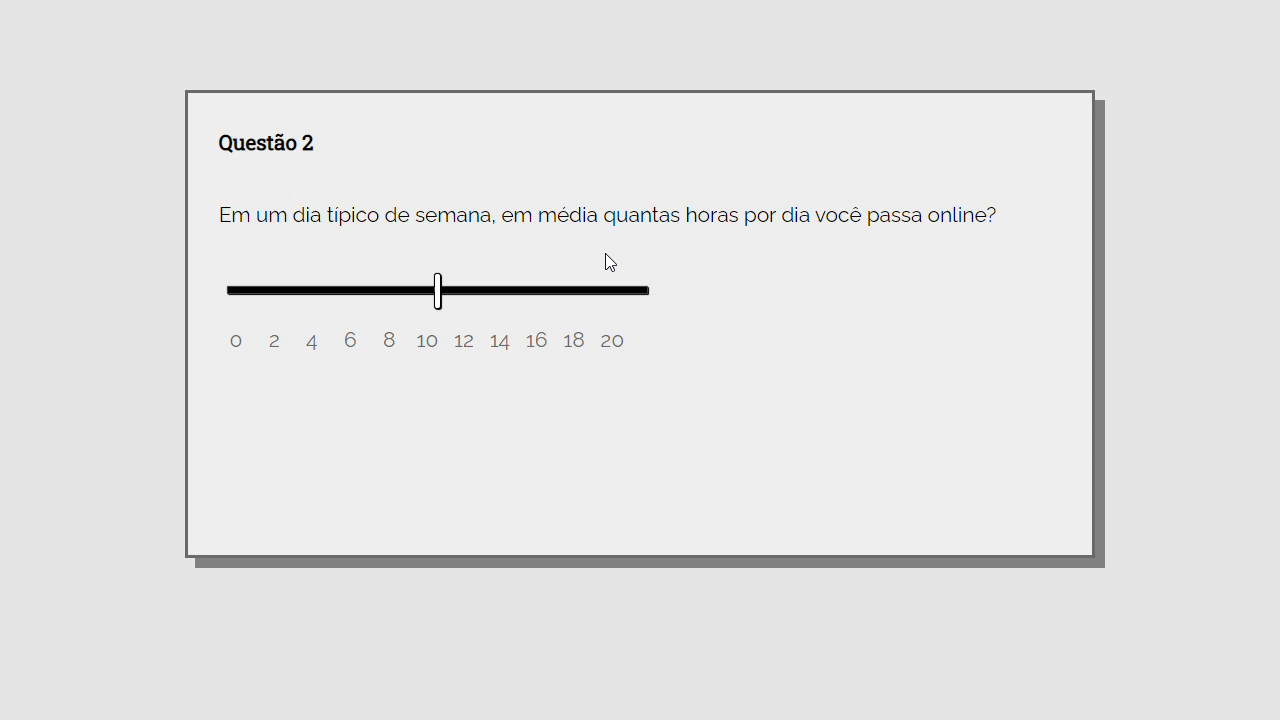 Questão 2
Em um dia típico de semana, em média quantas horas por dia você passa online?
0 2 4 6 8 10 12 14 16 18 20